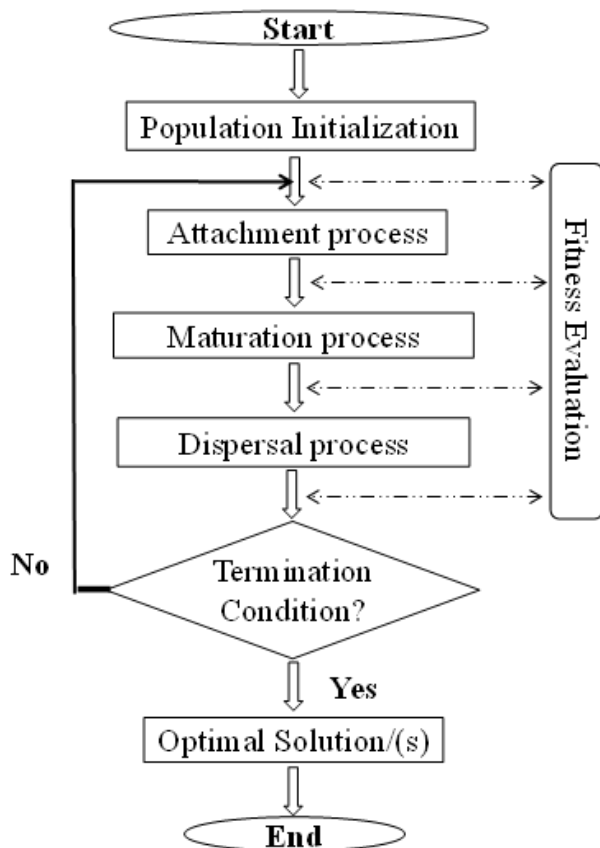 Start
Population Initialization
Attachment process
Maturation process
Dispersal process
Fitness Evaluation
No
Termination
Condition?
Yes
Optimal Solution/(s)
End